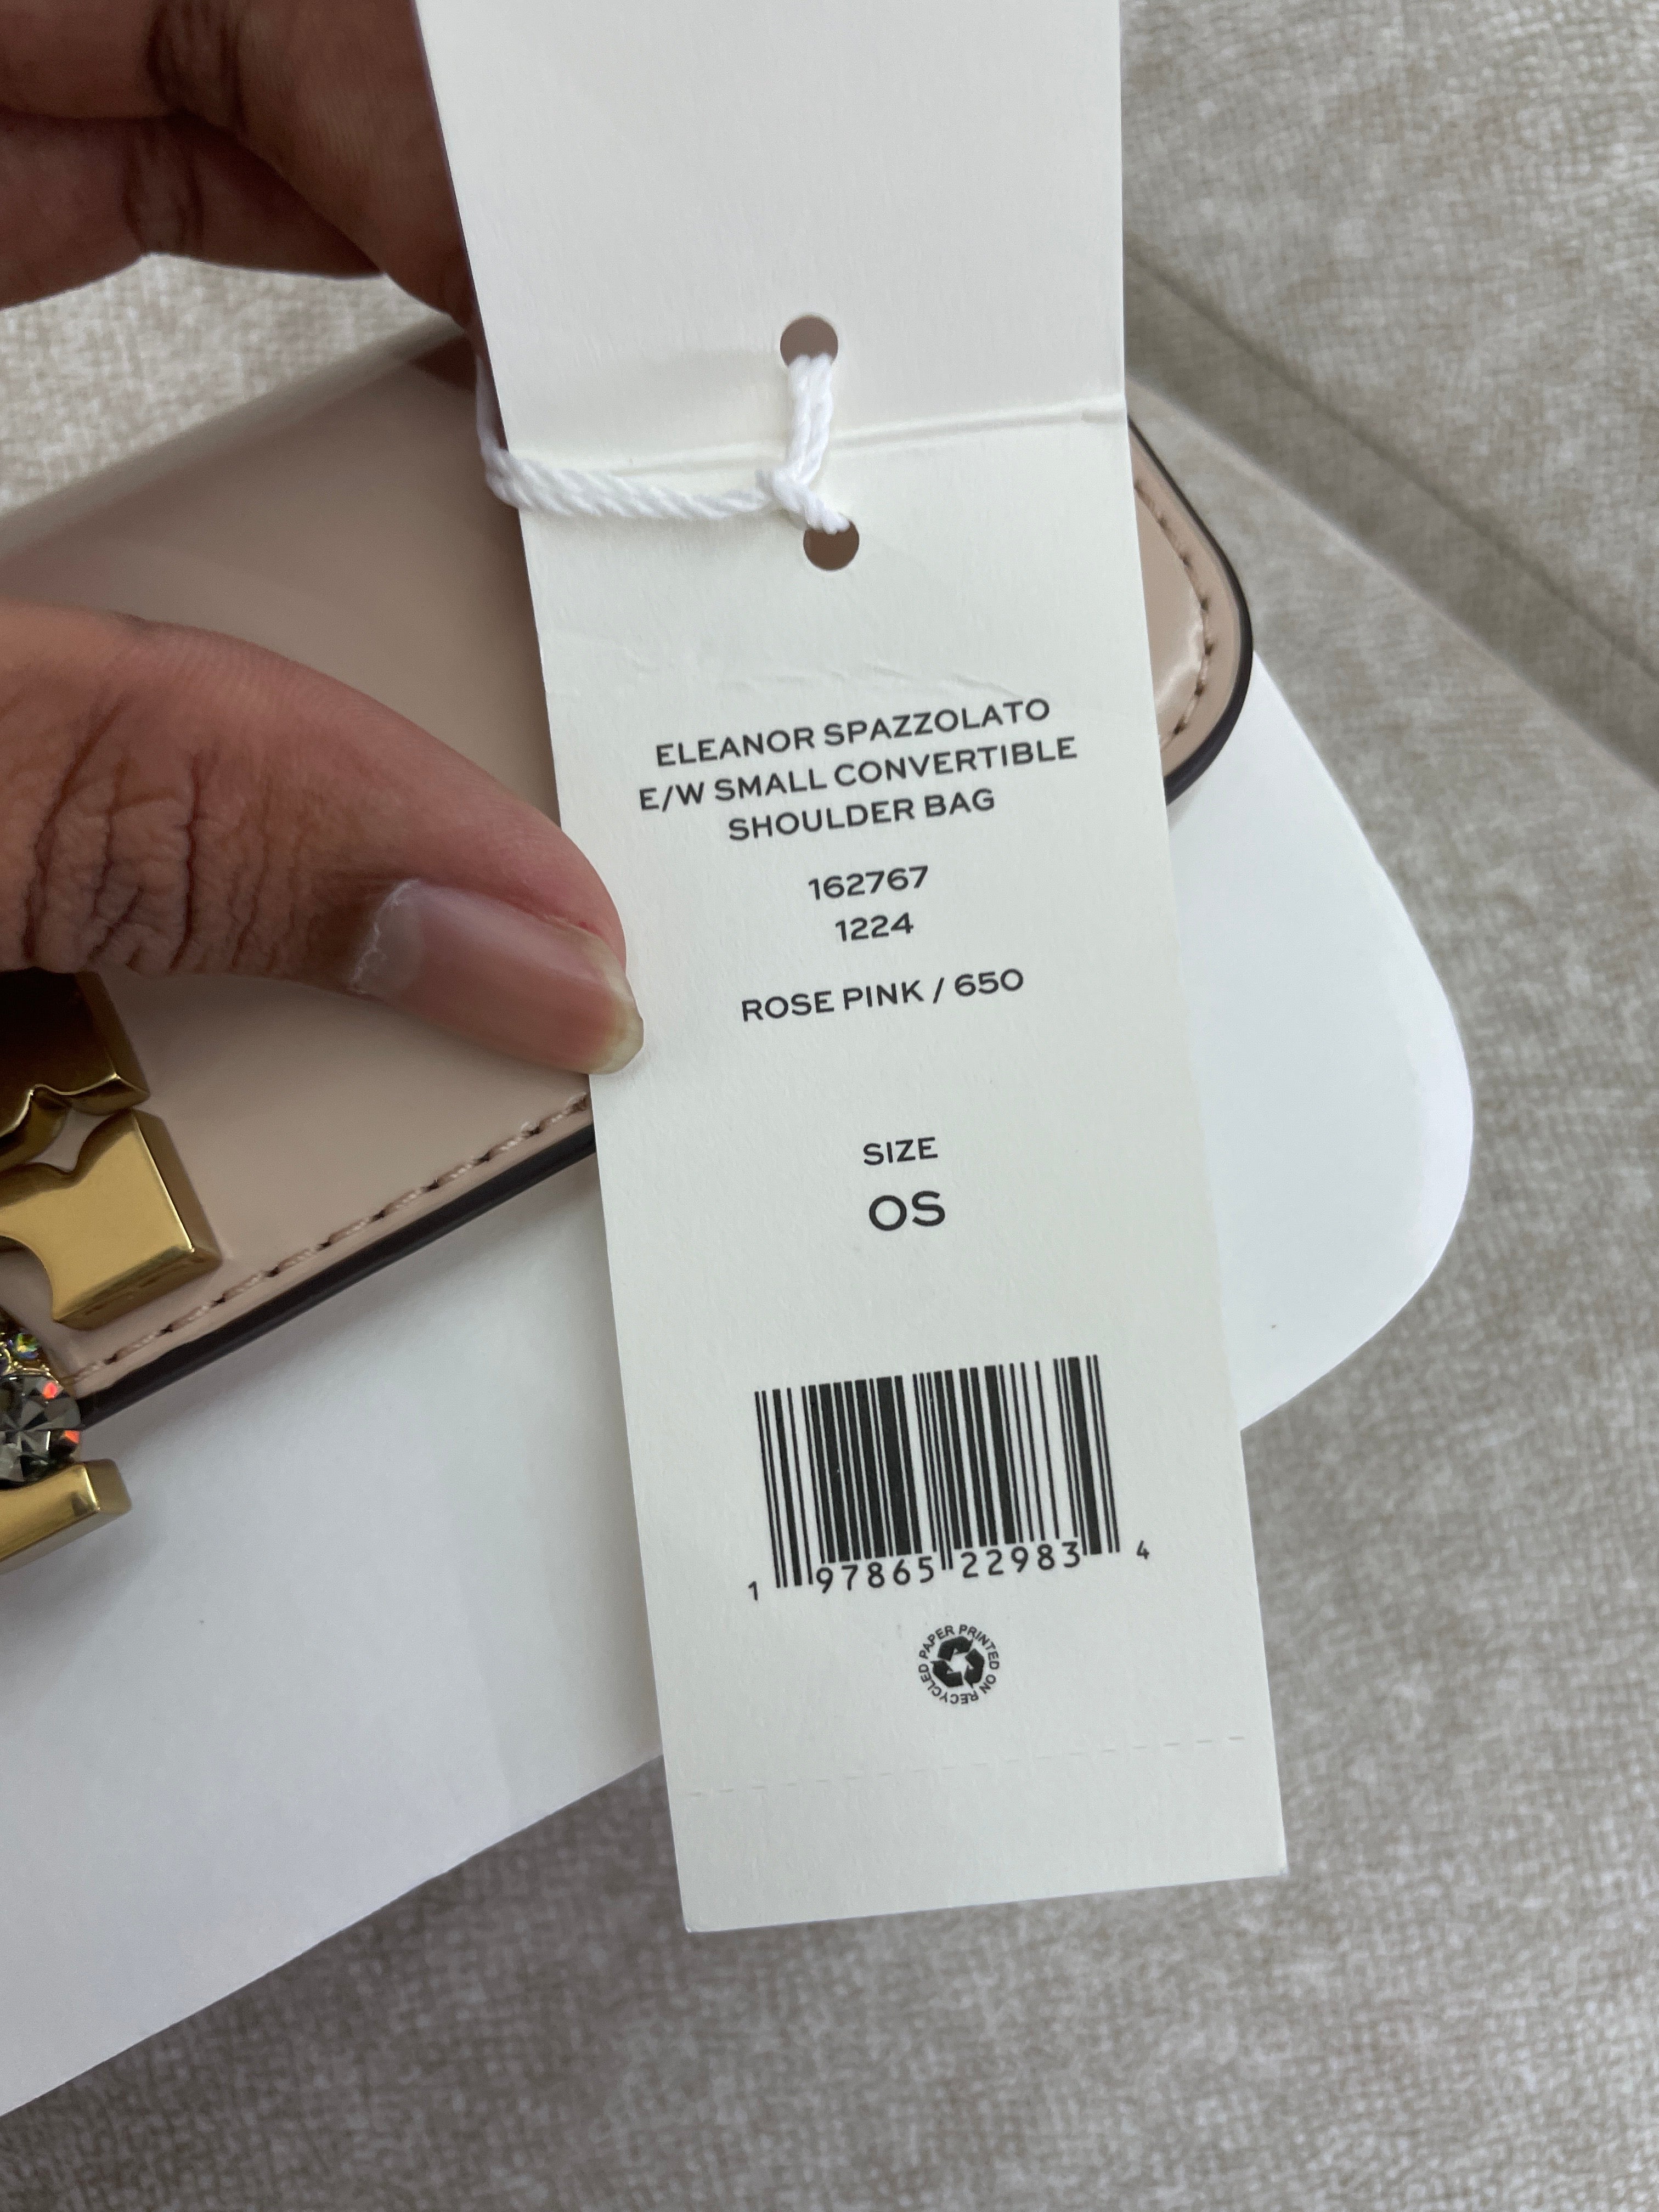 ELEANOR SPAZZOLATO
E/W SMALL CONVERTIBLE
SHOULDER BAG
162767
1224
ROSE PINK / 650
SIZE
OS
1 97865 22983 4
PRINTED ON RECYCLED PAPER